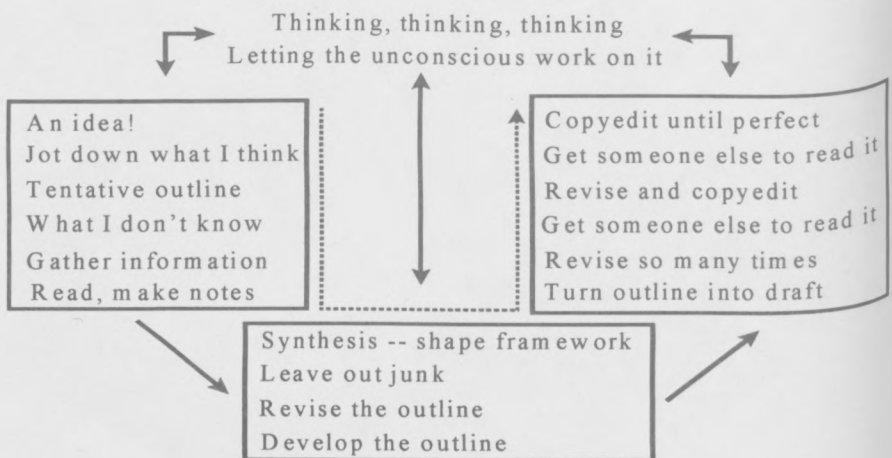 Thinking, thinking, thinking
Letting the unconscious work on it
An idea!
Jot down what I think
Tentative outline
What I don't know
Gather information
Read, make notes
Copyedit until perfect
Get someone else to read it
Revise and copyedit
Get someone else to read it
Revise so many times
Turn outline into draft
Synthesis -- shape framework
Leave out junk
Revise the outline
Develop the outline